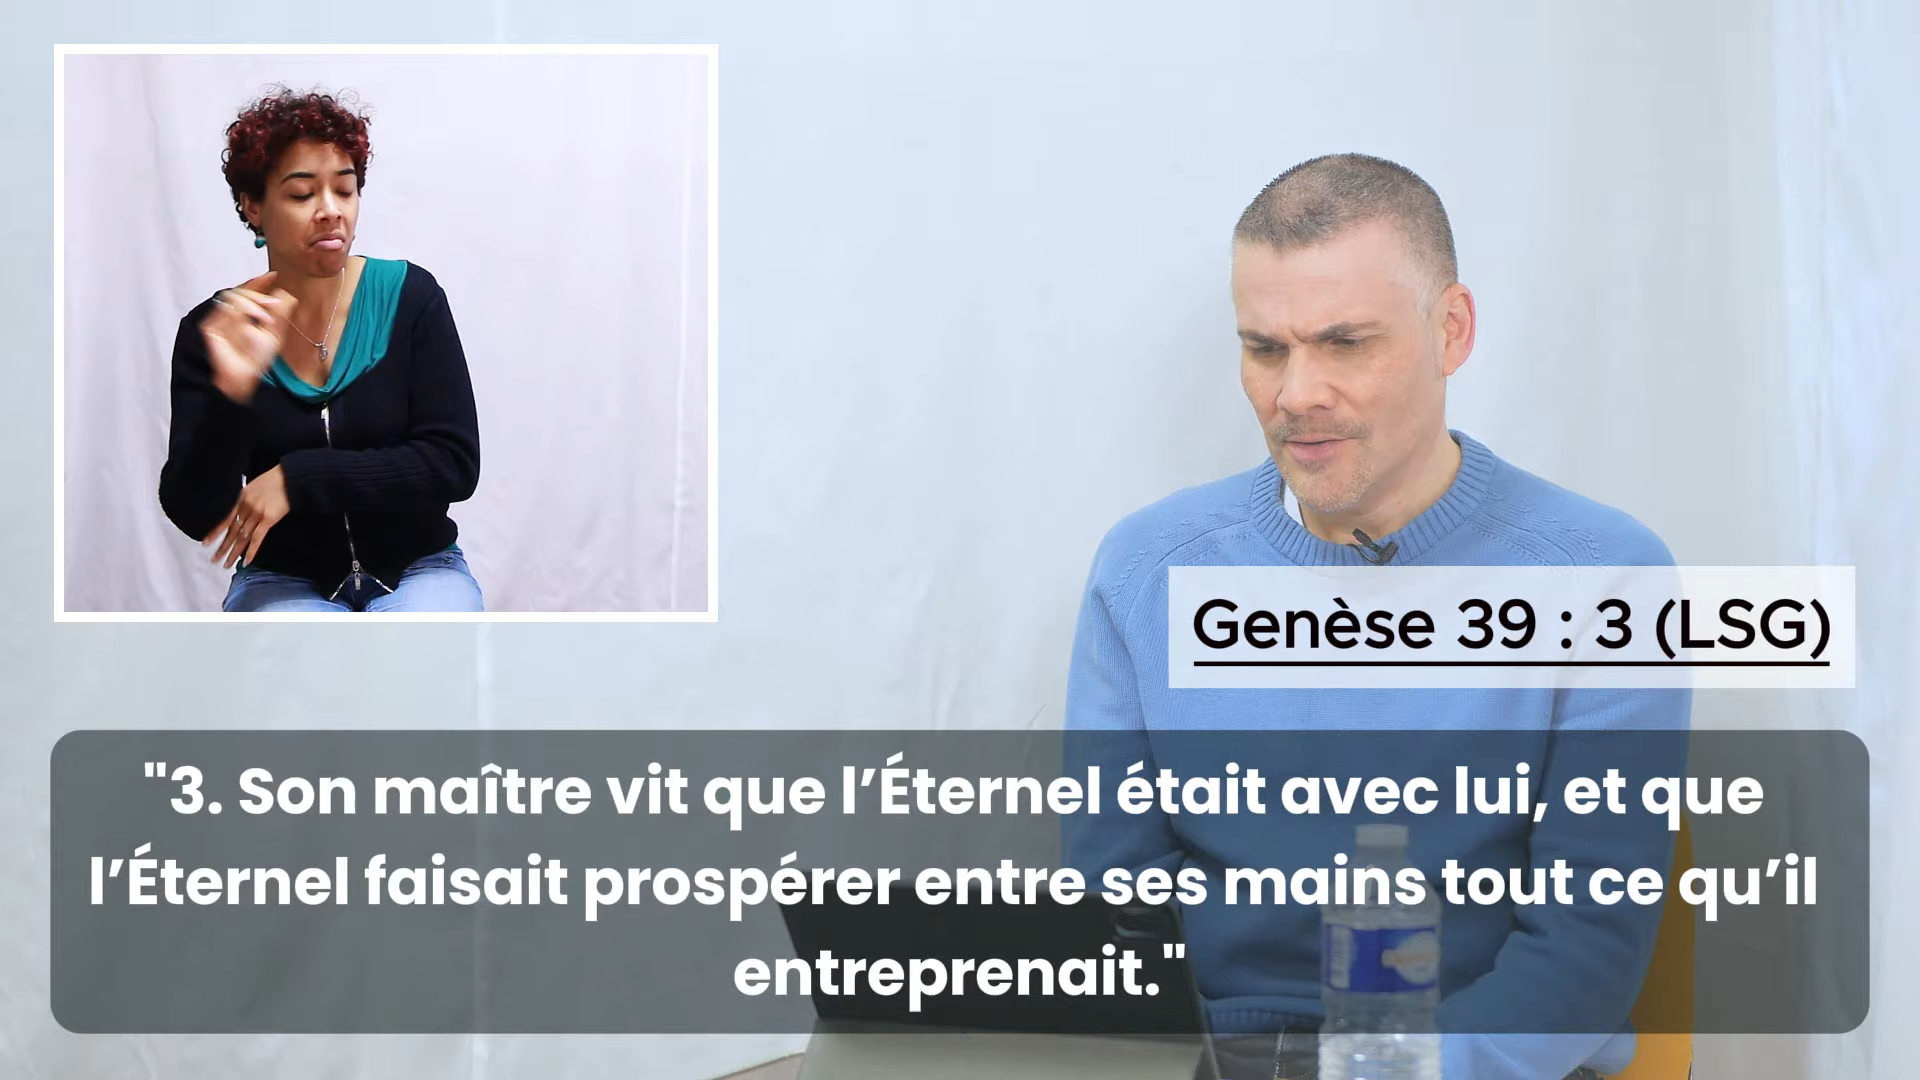 Genèse 39 : 3 (LSG)
"3. Son maître vit que l’Éternel était avec lui, et que
l’Éternel faisait prospérer entre ses mains tout ce qu’il
entreprenait."